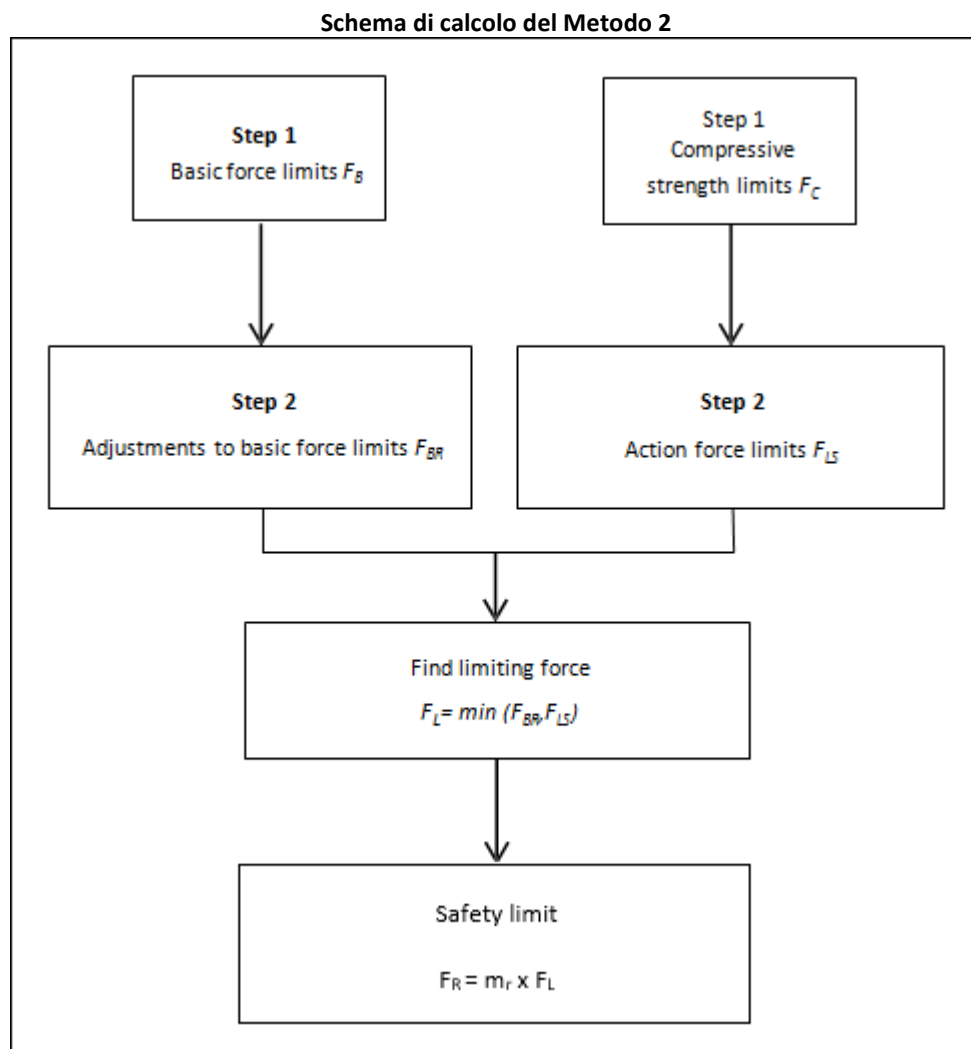 Schema di calcolo del Metodo 2
Step 1
Basic force limits F_B
Step 1
Compressive
strength limits F_C
Step 2
Adjustments to basic force limits F_BR
Step 2
Action force limits F_LS
Find limiting force
F_L= min (F_BR,F_LS)
Safety limit
F_R = m_r x F_L